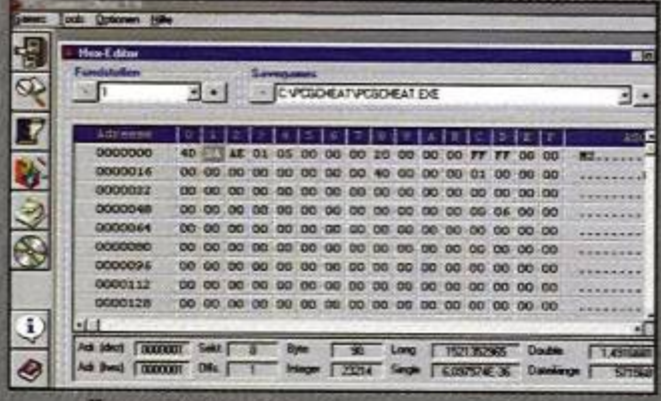 Tools Optionen Hilfe
Hex-Editor
Fundstellen Savegames
- 1 + - C:\PCGCHEAT\PCGCHEAT.EXE +
Adresse 0 1 2 3 4 5 6 7 8 9 A B C D E F
0000000 4D 5A AE 01 05 00 00 00 20 00 00 00 FF FF 00 00 MZ
0000016 00 00 00 00 00 00 00 00 40 00 00 00 01 00 00 00
0000032 00 00 00 00 00 00 00 00 00 00 00 00 00 00 00 00
0000048 00 00 00 00 00 00 00 00 00 00 00 00 00 06 00 00
0000064 00 00 00 00 00 00 00 00 00 00 00 00 00 00 00 00
0000080 00 00 00 00 00 00 00 00 00 00 00 00 00 00 00 00
0000096 00 00 00 00 00 00 00 00 00 00 00 00 00 00 00 00
0000112 00 00 00 00 00 00 00 00 00 00 00 00 00 00 00 00
0000128 00 00 00 00 00 00 00 00 00 00 00 00 00 00 00 00
Adr. (dez) 0000001 Sekt. 0 Byte 90 Long Double
Adr. (hex) 0000001 Offs. 1 Integer 23214 Single Dateilänge